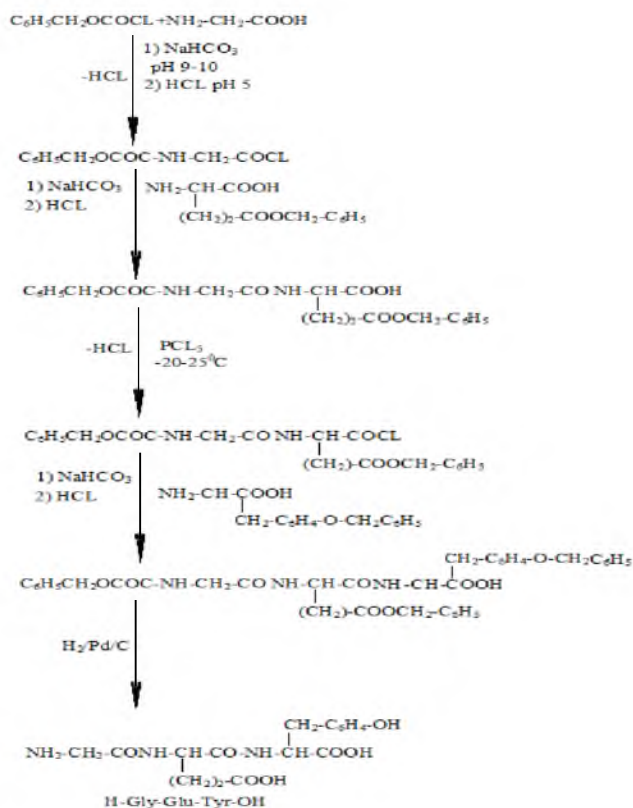 C₆H₅CH₂OCOCL+NH₂-CH₂-COOH
1) NaHCO₃
pH 9-10
-HCL
2) HCL pH 5
C₆H₅CH₂OCOC-NH-CH₂-COCL
1) NaHCO₃ NH₂-CH-COOH
2) HCL
(CH₂)₂-COOCH₂-C₆H₅
C₆H₅CH₂OCOC-NH-CH₂-CO NH-CH-COOH
(CH₂)₂-COOCH₂-C₆H₅
-HCL PCL₅
-20-25⁰C
C₆H₅CH₂OCOC-NH-CH₂-CO NH-CH-COCL
(CH₂)-COOCH₂-C₆H₅
1) NaHCO₃
2) HCL NH₂-CH-COOH
CH₂-C₆H₄-O-CH₂C₆H₅
CH₂-C₆H₄-O-CH₂C₆H₅
C₆H₅CH₂OCOC-NH-CH₂-CO NH-CH-CONH-CH-COOH
(CH₂)-COOCH₂-C₆H₅
H₂/Pd/C
CH₂-C₆H₄-OH
NH₂-CH₂-CONH-CH-CO-NH-CH-COOH
(CH₂)₂-COOH
H-Gly-Glu-Tyr-OH